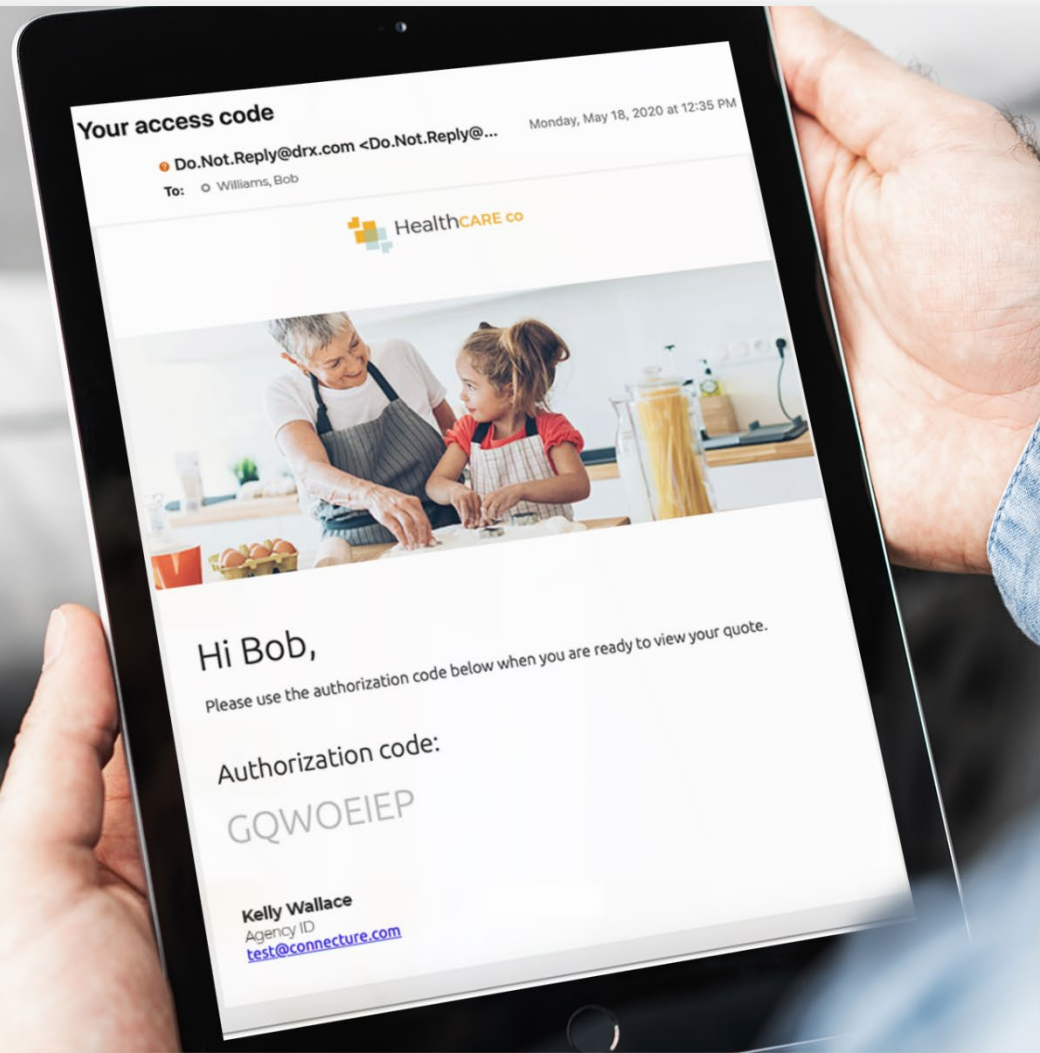 Your access code
Do.Not.Reply@drx.com <Do.Not.Reply@...
Monday, May 18, 2020 at 12:35 PM
To: Williams, Bob
HealthCARE co
Hi Bob,
Please use the authorization code below when you are ready to view your quote.
Authorization code:
GQWOEIEP
Kelly Wallace
Agency ID
test@connecture.com